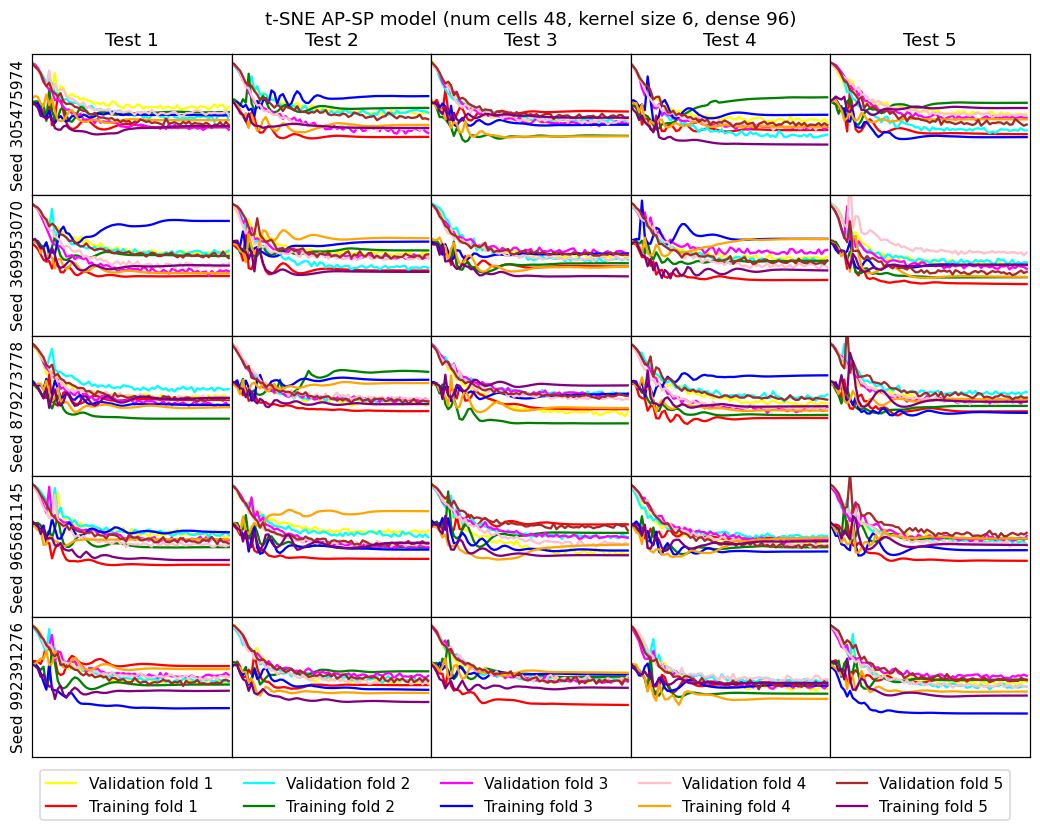 t-SNE AP-SP model (num cells 48, kernel size 6, dense 96)
Test 1 Test 2 Test 3 Test 4 Test 5
Seed 305475974
Seed 369953070
Seed 879273778
Seed 965681145
Seed 992391276
Validation fold 1 Validation fold 2 Validation fold 3 Validation fold 4 Validation fold 5
Training fold 1 Training fold 2 Training fold 3 Training fold 4 Training fold 5